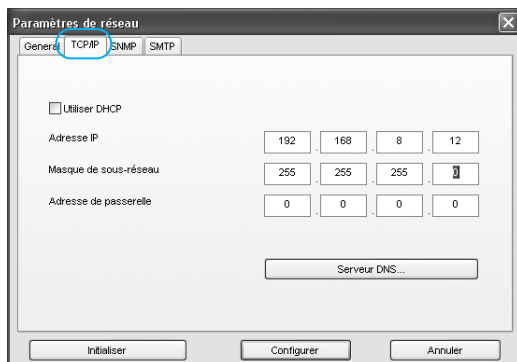 Paramètres de réseau
General TCP/IP SNMP SMTP
Utiliser DHCP
Adresse IP 192 . 168 . 8 . 12
Masque de sous-réseau 255 . 255 . 255 . 0
Adresse de passerelle 0 . 0 . 0 . 0
Serveur DNS...
Initialiser Configurer Annuler